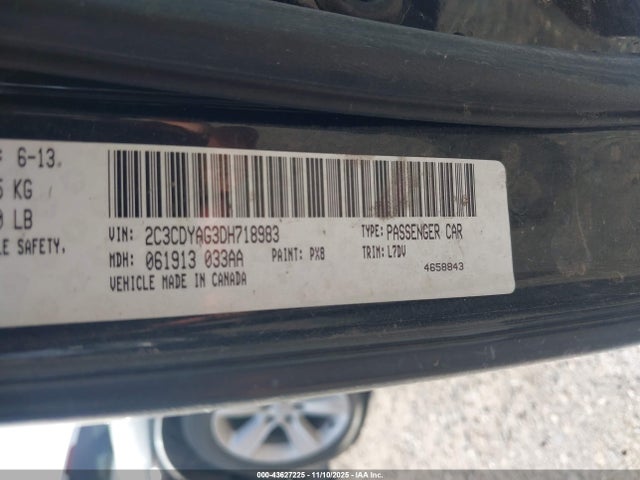 F 6-13.
KG
LB
LE SAFETY.
VIN: 2C3CDYAG3DH718983 TYPE: PASSENGER CAR
MDH: 061913 033AA PAINT: PX8 TRIM: L7DV
VEHICLE MADE IN CANADA 4658843
000-43627225 - 11/10/2025 - IAA Inc.